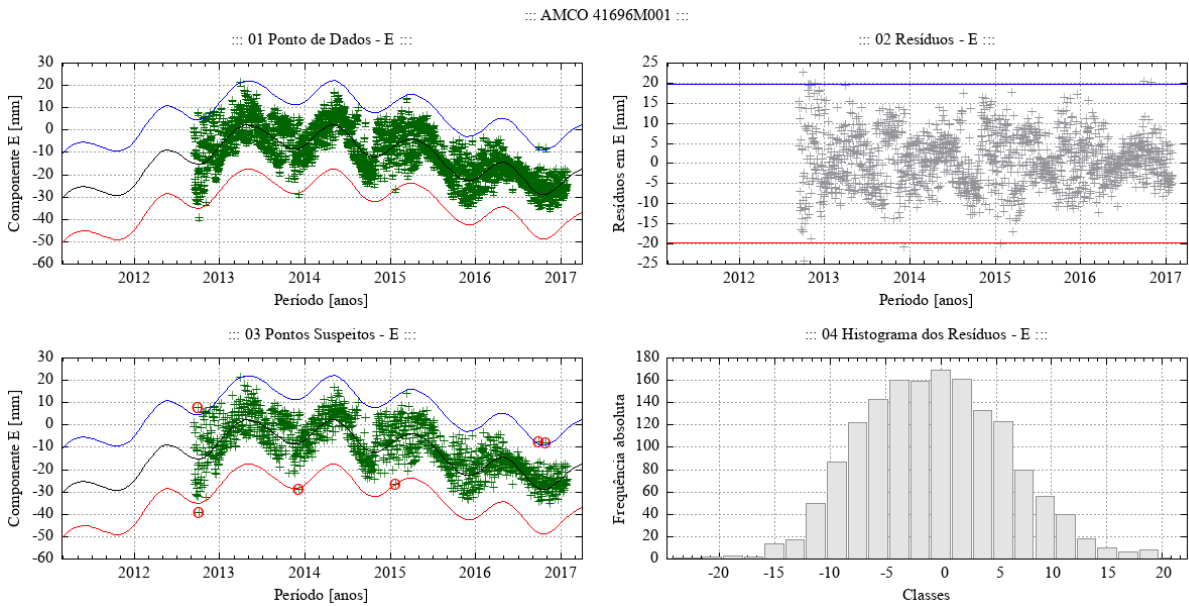 ::: AMCO 41696M001 :::
::: 01 Ponto de Dados - E :::
Componente E [mm]
30
20
10
0
-10
-20
-30
-40
-50
-60
2012 2013 2014 2015 2016 2017
Período [anos]
::: 02 Resíduos - E :::
Resíduos em E [mm]
25
20
15
10
5
0
-5
-10
-15
-20
-25
2012 2013 2014 2015 2016 2017
Período [anos]
::: 03 Pontos Suspeitos - E :::
Componente E [mm]
30
20
10
0
-10
-20
-30
-40
-50
-60
2012 2013 2014 2015 2016 2017
Período [anos]
::: 04 Histograma dos Resíduos - E :::
Frequência absoluta
180
160
140
120
100
80
60
40
20
0
-20 -15 -10 -5 0 5 10 15 20
Classes